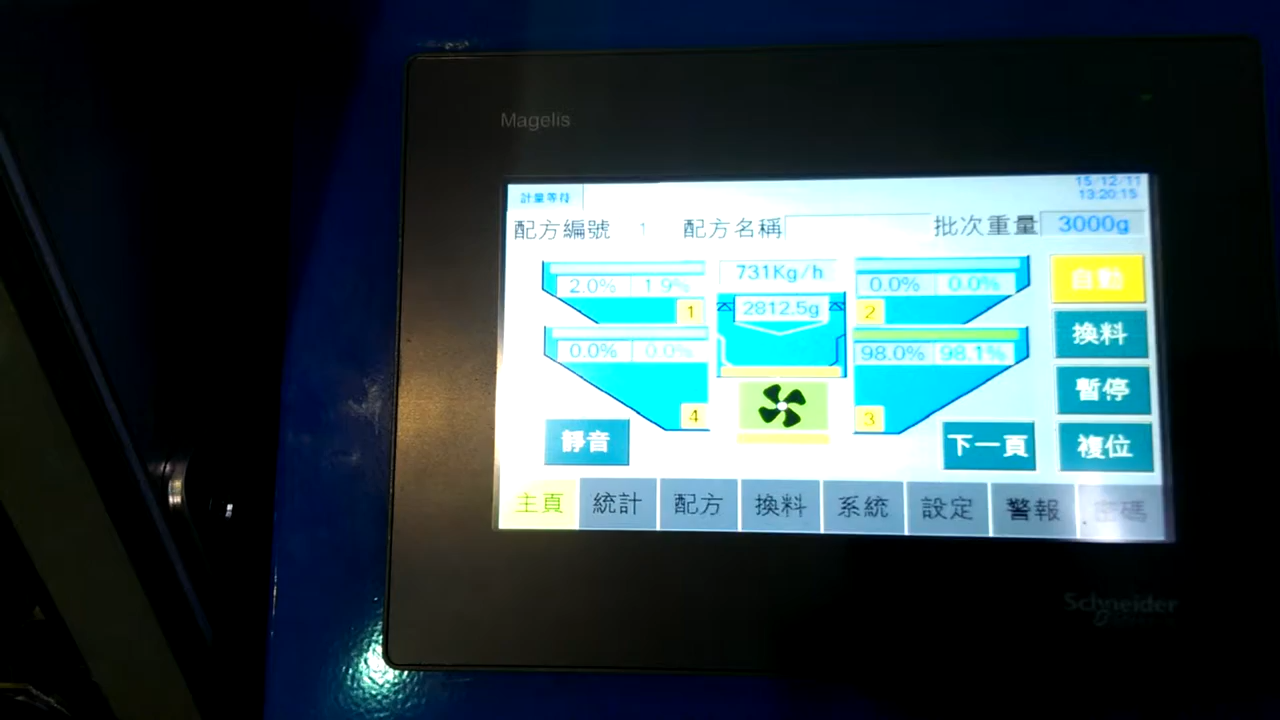 Magelis
計量等待
15/12/11
13:20:15
配方編號 1 配方名稱 批次重量 3000g
2.0% 1.9% 1
731Kg/h
2812.5g
0.0% 0.0% 2
自動
0.0% 0.0% 4
98.0% 98.1% 3
換料
暫停
靜音
下一頁
複位
主頁 統計 配方 換料 系統 設定 警報 密碼
Schneider